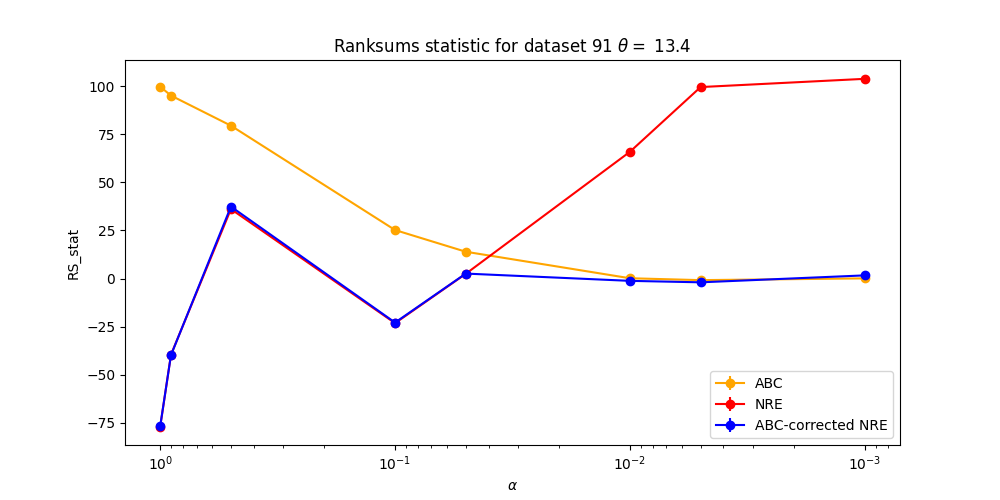 Ranksums statistic for dataset 91 θ = 13.4
RS_stat
100
75
50
25
0
−25
−50
−75
10⁰
10⁻¹
10⁻²
10⁻³
α
ABC
NRE
ABC-corrected NRE